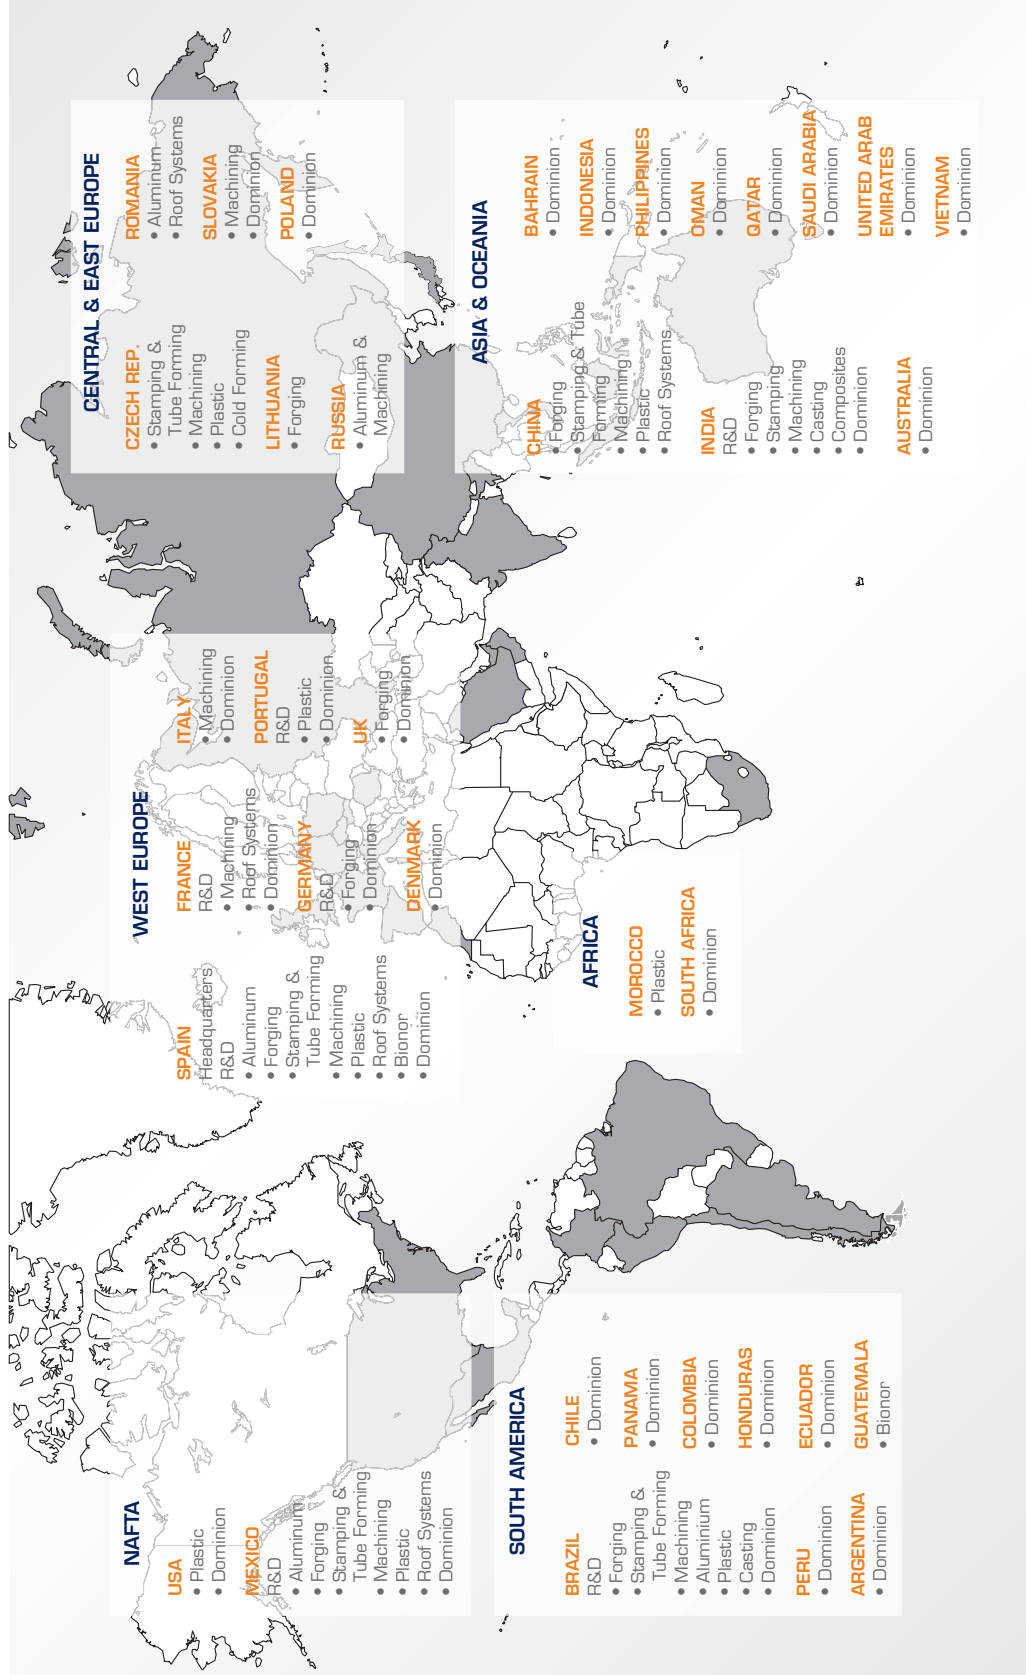 NAFTA
USA
• Plastic
• Dominion
MEXICO
R&D
• Aluminum
• Forging
• Stamping &
Tube Forming
• Machining
• Plastic
• Roof Systems
• Dominion
SOUTH AMERICA
BRAZIL
R&D
• Forging
• Stamping &
Tube Forming
• Machining
• Aluminium
• Plastic
• Casting
• Dominion
PERU
• Dominion
ARGENTINA
• Dominion
CHILE
• Dominion
PANAMA
• Dominion
COLOMBIA
• Dominion
HONDURAS
• Dominion
ECUADOR
• Dominion
GUATEMALA
• Bionor
WEST EUROPE
SPAIN
Headquarters
R&D
• Aluminum
• Forging
• Stamping &
Tube Forming
• Machining
• Plastic
• Roof Systems
• Bionor
• Dominion
FRANCE
R&D
• Machining
• Roof Systems
• Dominion
GERMANY
R&D
• Forging
• Dominion
DENMARK
• Dominion
ITALY
• Machining
• Dominion
PORTUGAL
R&D
• Plastic
• Dominion
UK
• Forging
• Dominion
AFRICA
MOROCCO
• Plastic
SOUTH AFRICA
• Dominion
CENTRAL & EAST EUROPE
CZECH REP.
• Stamping &
Tube Forming
• Machining
• Plastic
• Cold Forming
LITHUANIA
• Forging
RUSSIA
• Aluminum &
Machining
ROMANIA
• Aluminum
• Roof Systems
SLOVAKIA
• Machining
• Dominion
POLAND
• Dominion
ASIA & OCEANIA
CHINA
• Forging
• Stamping & Tube
Forming
• Machining
• Plastic
• Roof Systems
INDIA
R&D
• Forging
• Stamping
• Machining
• Casting
• Composites
• Dominion
AUSTRALIA
• Dominion
BAHRAIN
• Dominion
INDONESIA
• Dominion
PHILIPPINES
• Dominion
OMAN
• Dominion
QATAR
• Dominion
SAUDI ARABIA
• Dominion
UNITED ARAB
EMIRATES
• Dominion
VIETNAM
• Dominion